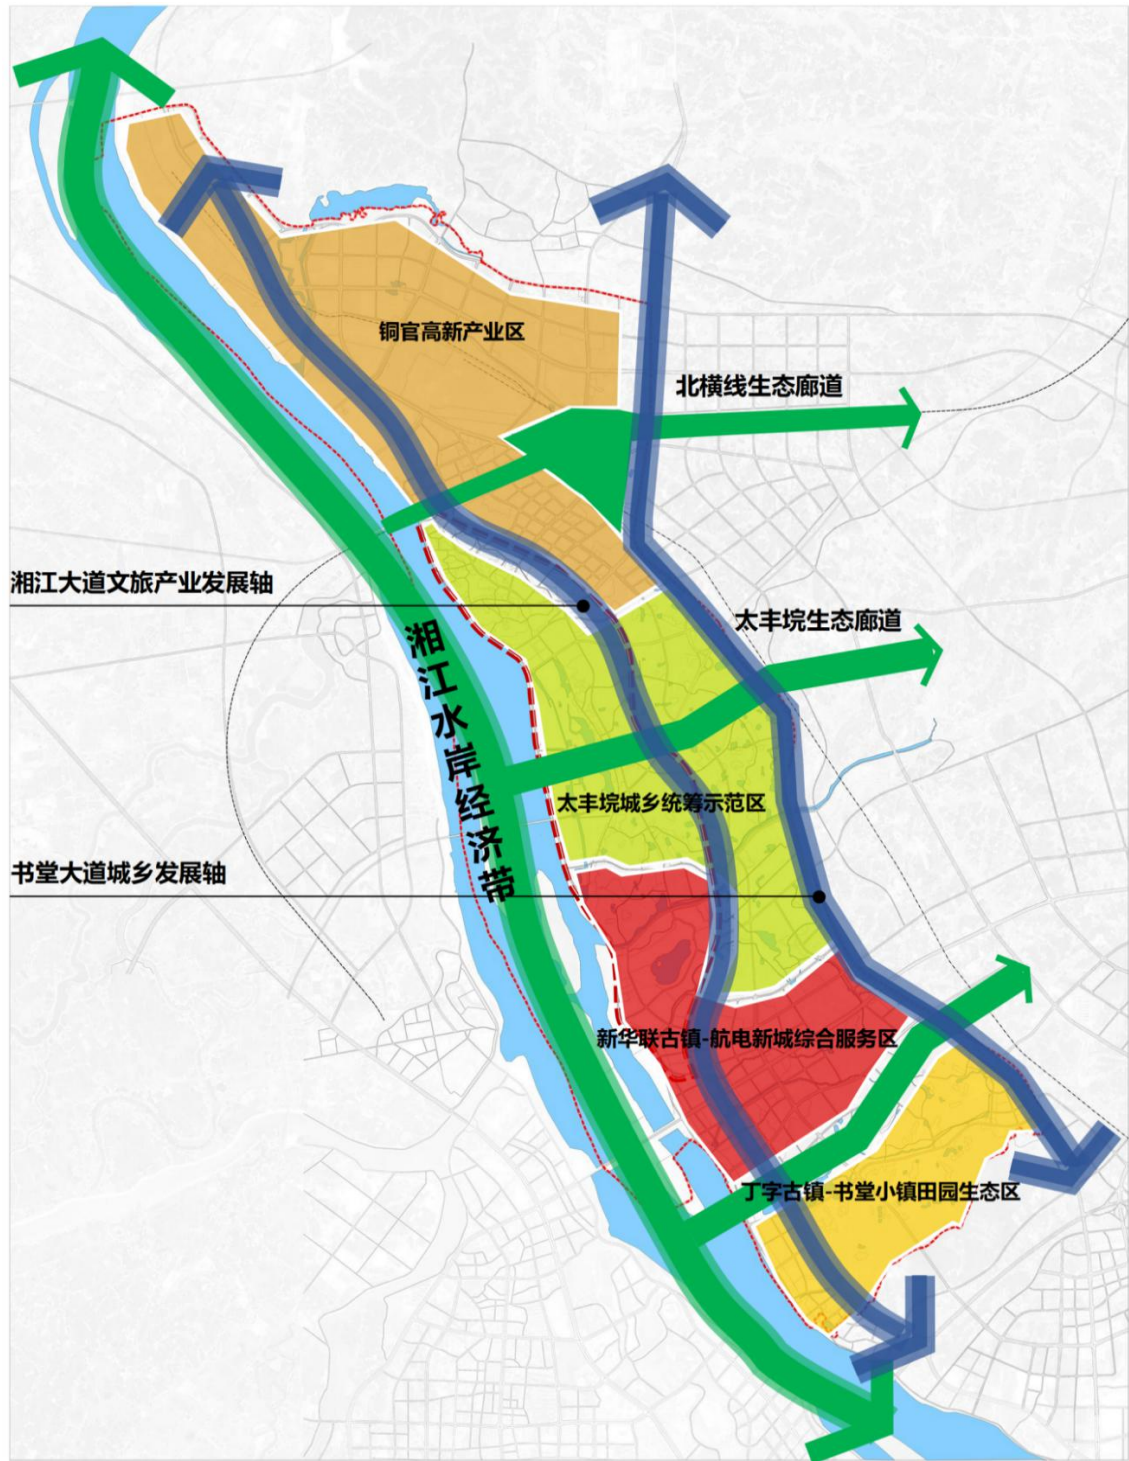 铜官高新产业区
北横线生态廊道
湘江大道文旅产业发展轴
太丰垸生态廊道
湘江水岸经济带
太丰垸城乡统筹示范区
书堂大道城乡发展轴
新华联古镇-航电新城综合服务区
丁字古镇-书堂小镇田园生态区